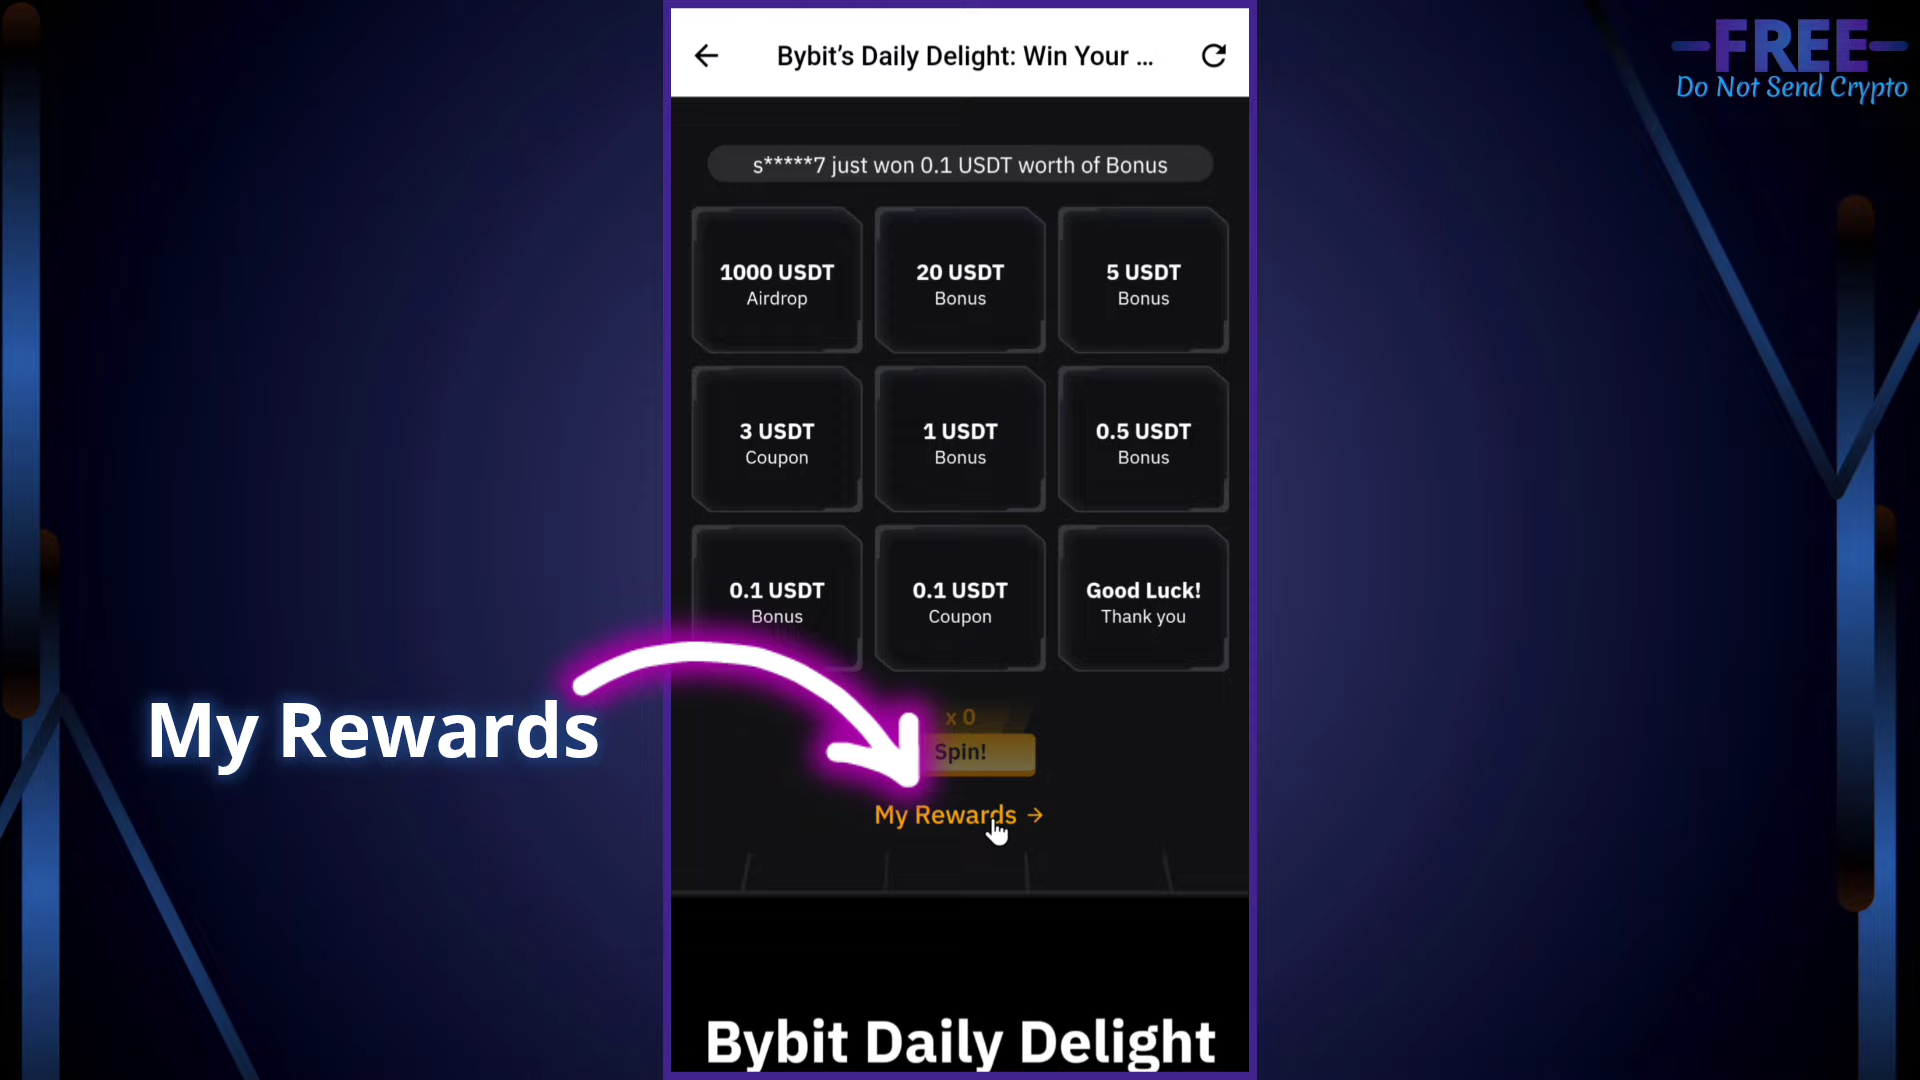 FREE
Do Not Send Crypto
Bybit’s Daily Delight: Win Your ...
s*****7 just won 0.1 USDT worth of Bonus
1000 USDT
Airdrop
20 USDT
Bonus
5 USDT
Bonus
3 USDT
Coupon
1 USDT
Bonus
0.5 USDT
Bonus
0.1 USDT
Bonus
0.1 USDT
Coupon
Good Luck!
Thank you
x 0
Spin!
My Rewards
My Rewards →
Bybit Daily Delight